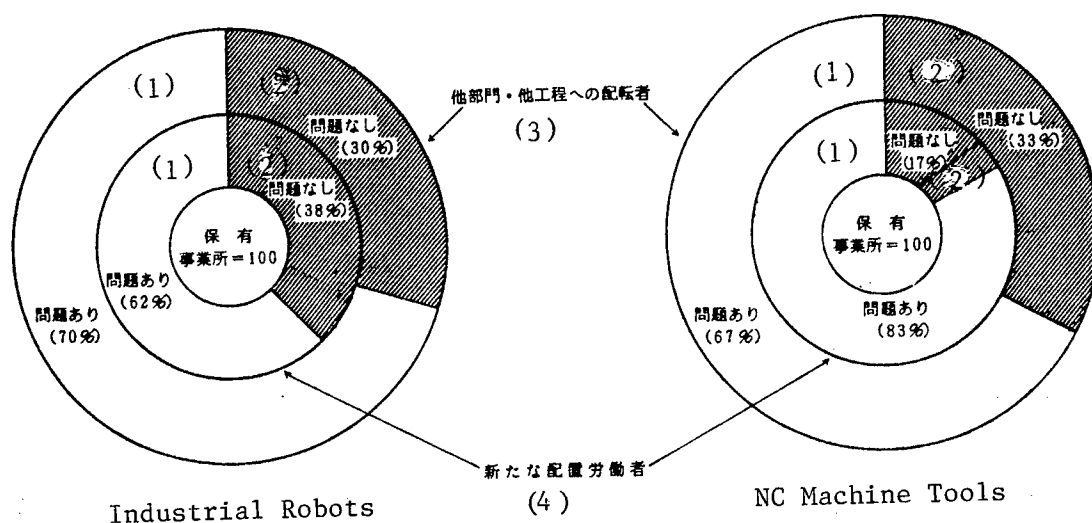 (1)
(2)
問題なし
(30%)
(1)
(2)
問題なし
(38%)
保有
事業所=100
問題あり
(62%)
問題あり
(70%)
Industrial Robots
他部門・他工程への配転者
(3)
新たな配置労働者
(4)
(1)
(2)
問題なし
(33%)
(1)
問題なし
(17%)
(2)
保有
事業所=100
問題あり
(83%)
問題あり
(67%)
NC Machine Tools